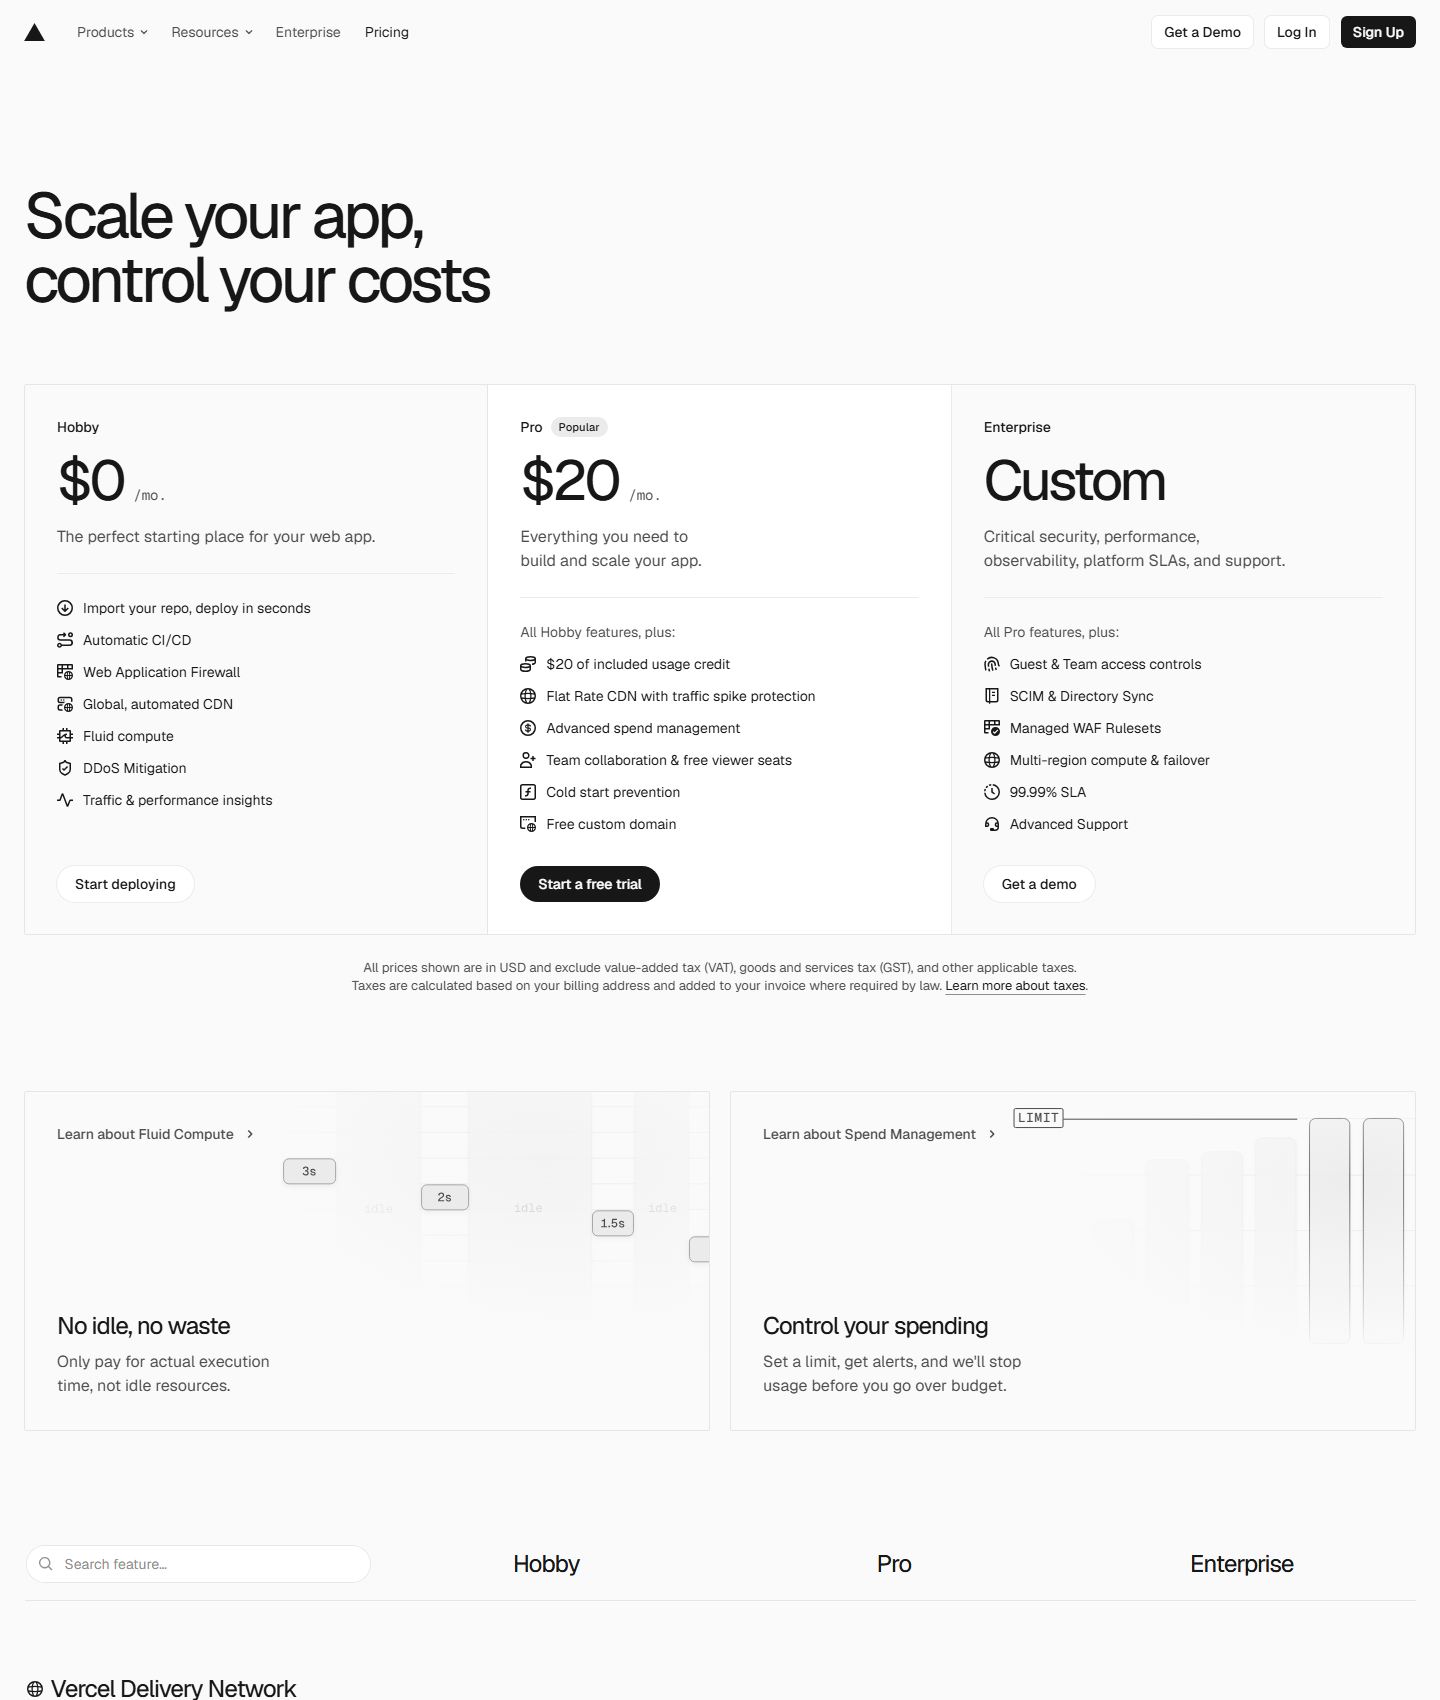 Products
Resources
Enterprise
Pricing
Get a Demo
Log In
Sign Up
Scale your app,
control your costs
Hobby
$0 /mo.
The perfect starting place for your web app.
Import your repo, deploy in seconds
Automatic CI/CD
Web Application Firewall
Global, automated CDN
Fluid compute
DDoS Mitigation
Traffic & performance insights
Start deploying
Pro Popular
$20 /mo.
Everything you need to
build and scale your app.
All Hobby features, plus:
$20 of included usage credit
Flat Rate CDN with traffic spike protection
Advanced spend management
Team collaboration & free viewer seats
Cold start prevention
Free custom domain
Start a free trial
Enterprise
Custom
Critical security, performance,
observability, platform SLAs, and support.
All Pro features, plus:
Guest & Team access controls
SCIM & Directory Sync
Managed WAF Rulesets
Multi-region compute & failover
99.99% SLA
Advanced Support
Get a demo
All prices shown are in USD and exclude value-added tax (VAT), goods and services tax (GST), and other applicable taxes.
Taxes are calculated based on your billing address and added to your invoice where required by law. Learn more about taxes.
Learn about Fluid Compute
3s
idle
2s
idle
1.5s
idle
No idle, no waste
Only pay for actual execution
time, not idle resources.
Learn about Spend Management
LIMIT
Control your spending
Set a limit, get alerts, and we'll stop
usage before you go over budget.
Search feature...
Hobby
Pro
Enterprise
Vercel Delivery Network